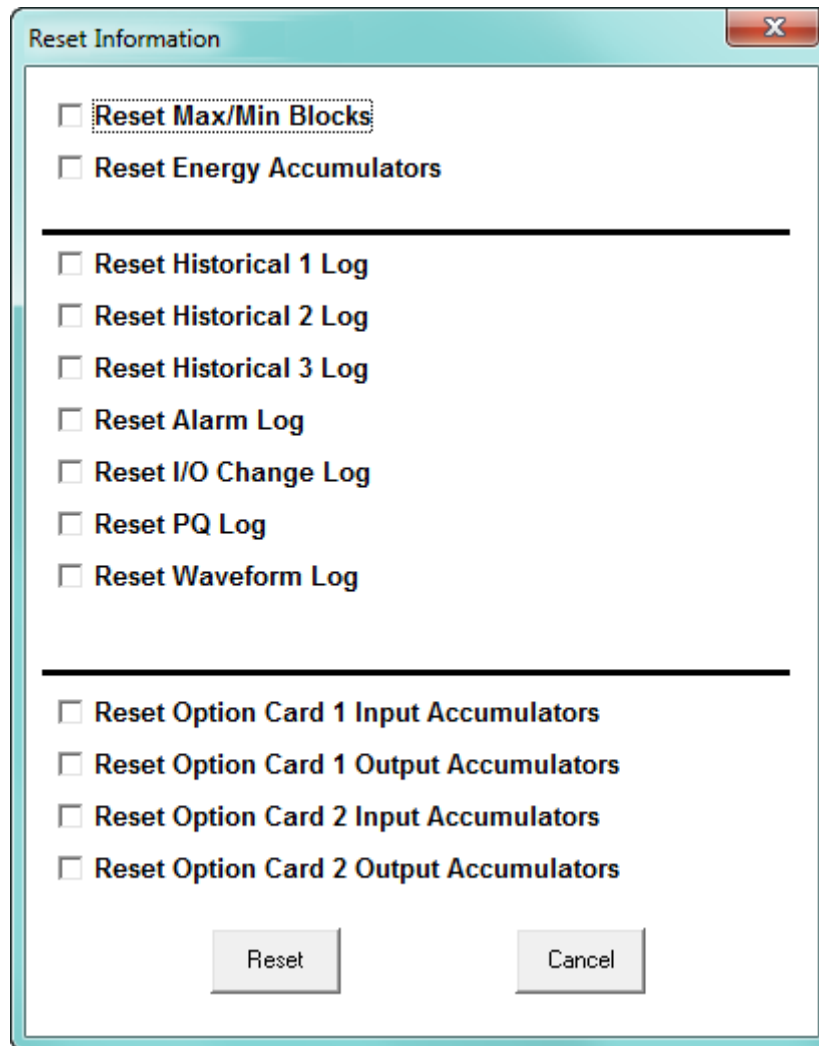 Reset Information
Reset Max/Min Blocks
Reset Energy Accumulators
Reset Historical 1 Log
Reset Historical 2 Log
Reset Historical 3 Log
Reset Alarm Log
Reset I/O Change Log
Reset PQ Log
Reset Waveform Log
Reset Option Card 1 Input Accumulators
Reset Option Card 1 Output Accumulators
Reset Option Card 2 Input Accumulators
Reset Option Card 2 Output Accumulators
Reset Cancel